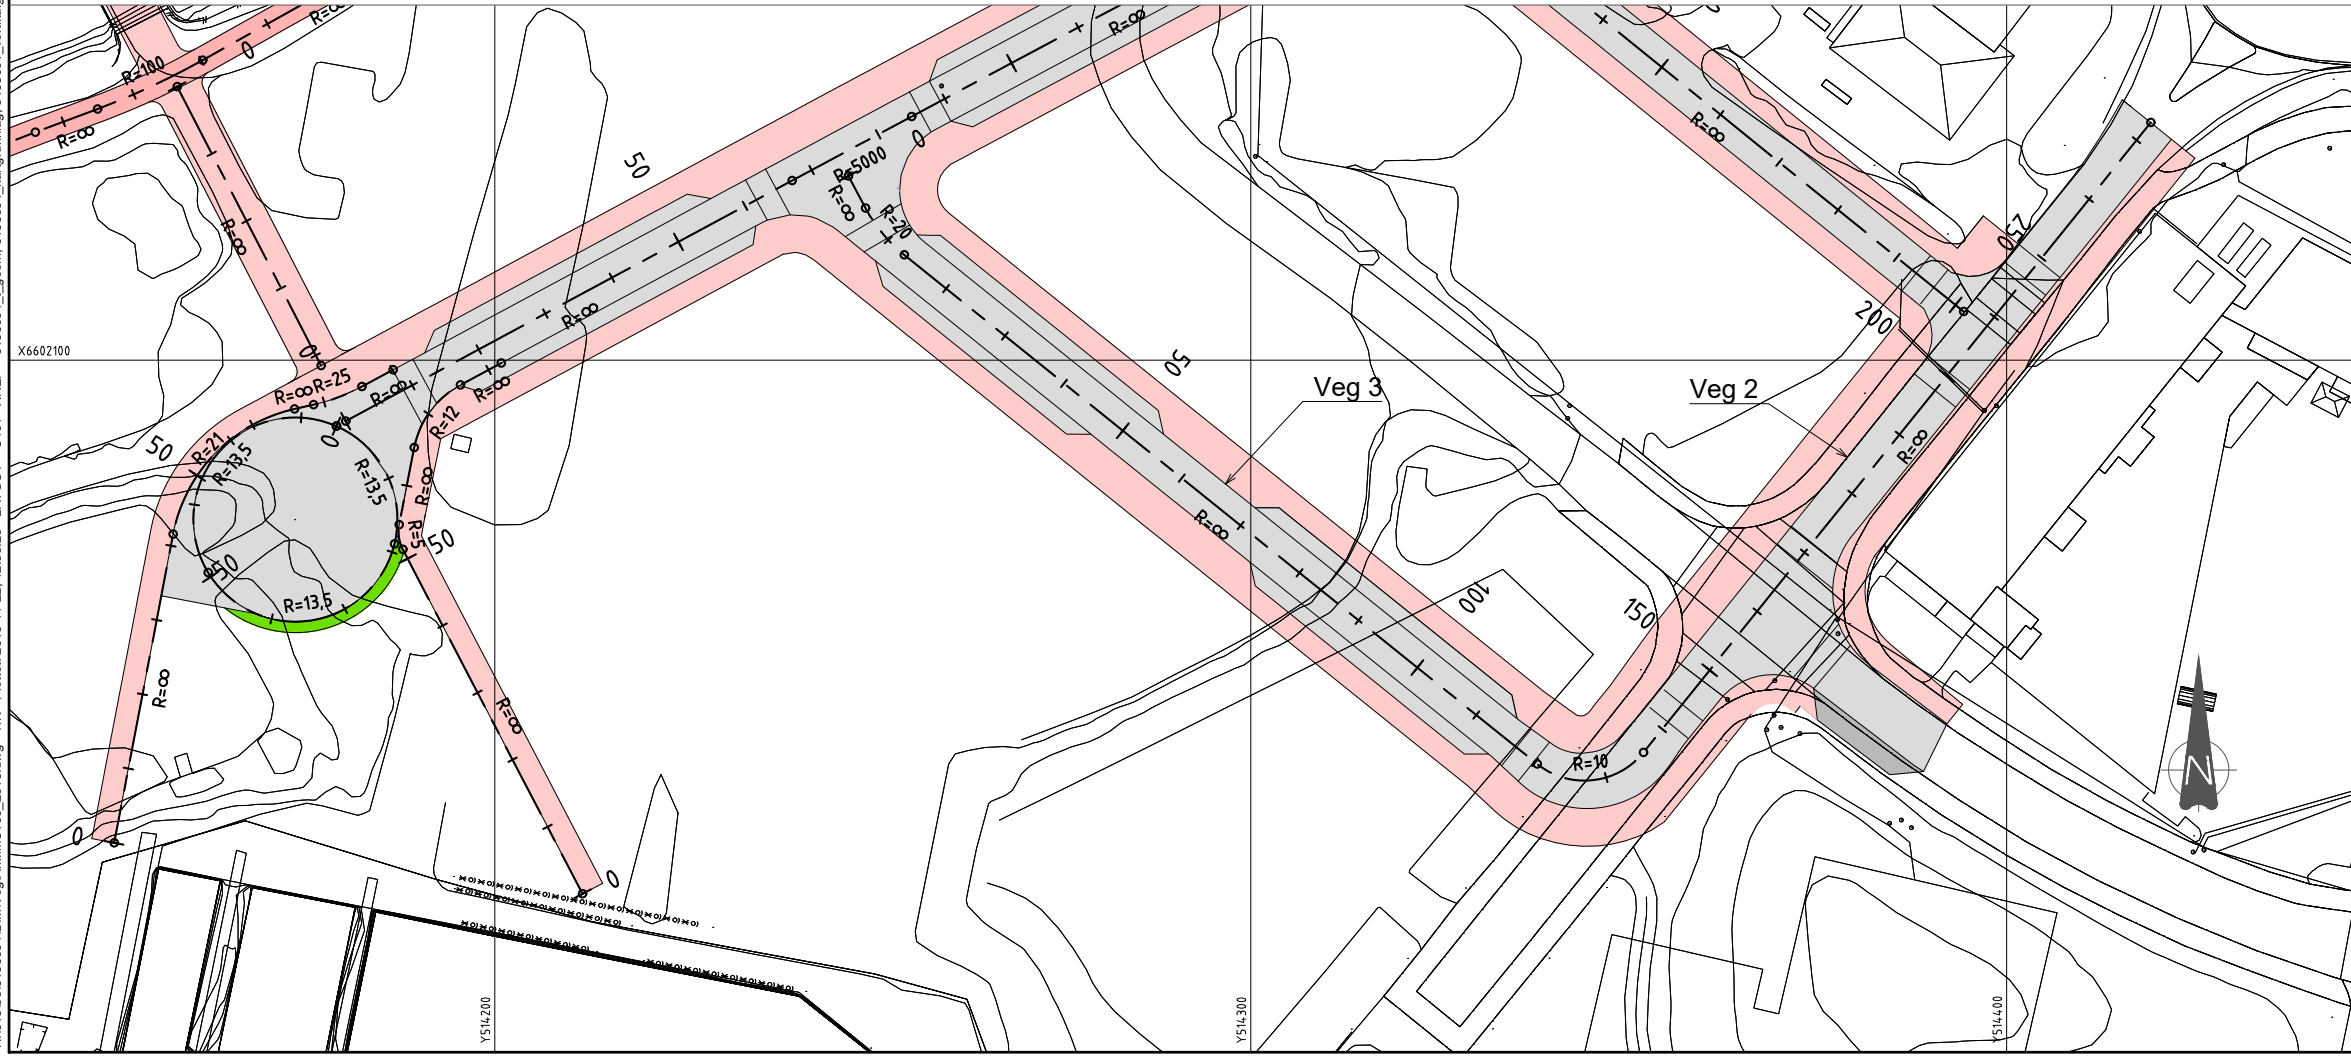 R=∞
R=∞
0
R=100
R=∞
50
R=5000
0
R=∞
R=20
R=∞
R=∞
250
R=∞
200
X6602100
0
R=∞
50
R=25
R=∞
R=∞
R=∞
Veg 3
Veg 2
R=12
0
50
R=21
R=13,5
R=13,5
R=∞
R=∞
R=∞
R=5
50
50
R=13,5
100
150
R=∞
R=∞
R=10
N
0
0
Y514200
Y514300
Y514400